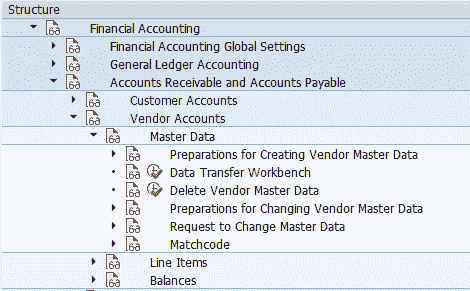 Structure
Financial Accounting
Financial Accounting Global Settings
General Ledger Accounting
Accounts Receivable and Accounts Payable
Customer Accounts
Vendor Accounts
Master Data
Preparations for Creating Vendor Master Data
Data Transfer Workbench
Delete Vendor Master Data
Preparations for Changing Vendor Master Data
Request to Change Master Data
Matchcode
Line Items
Balances